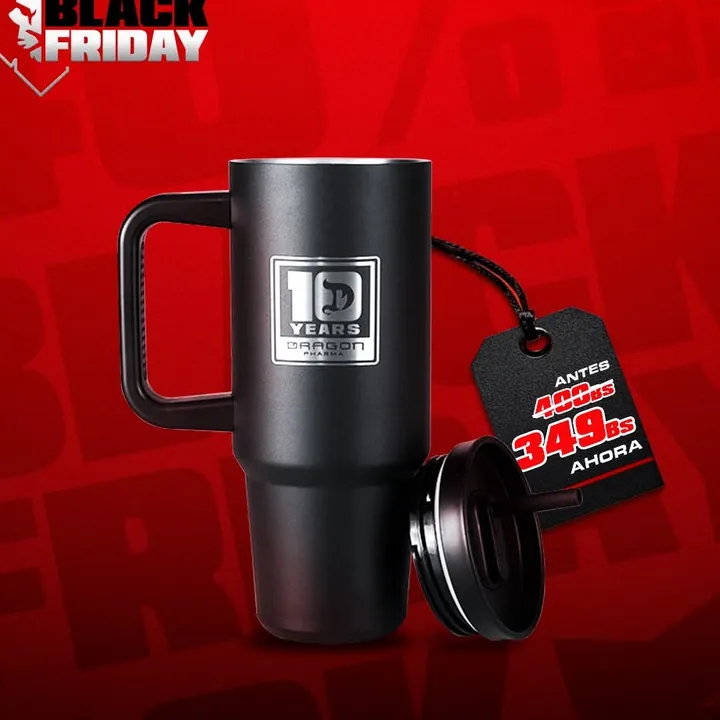 BLACK
FRIDAY
10
YEARS
DRAGON
PHARMA
ANTES
400BS
349BS
AHORA